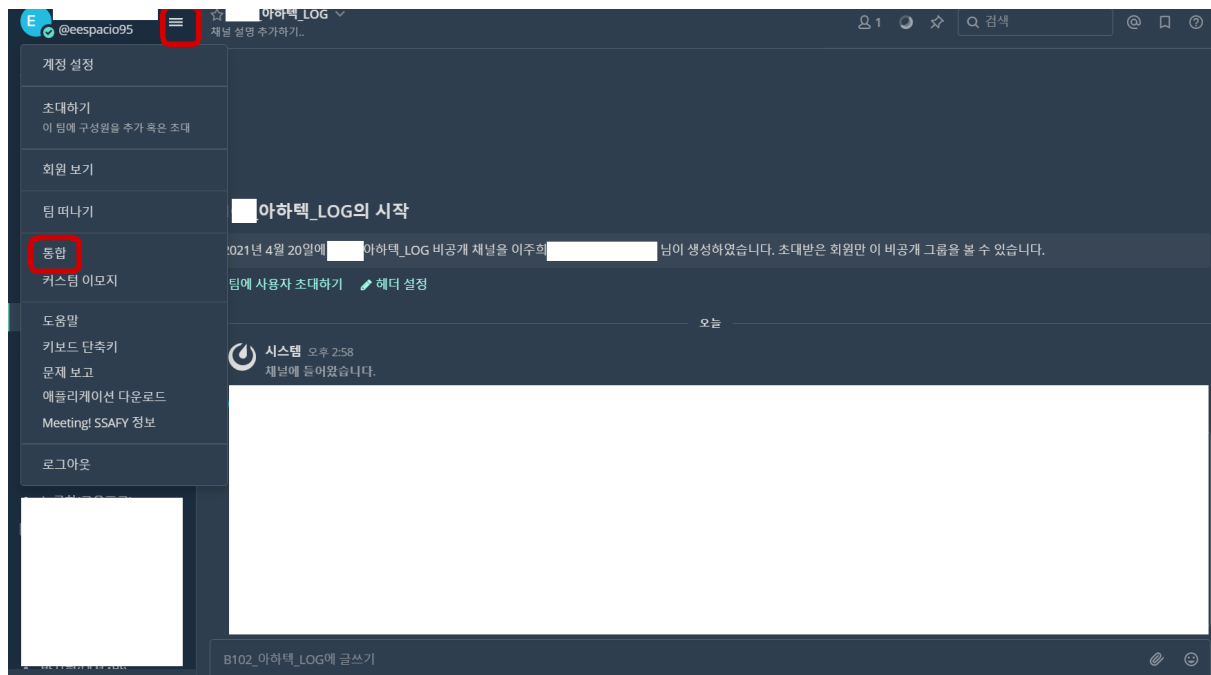 E
@eespacio95
아하텍_LOG
채널 설명 추가하기..
1
검색
계정 설정
초대하기
이 팀에 구성원을 추가 혹은 초대
회원 보기
팀 떠나기
통합
커스텀 이모지
도움말
키보드 단축키
문제 보고
애플리케이션 다운로드
Meeting! SSAFY 정보
로그아웃
_아하텍_LOG의 시작
2021년 4월 20일에 아하텍_LOG 비공개 채널을 이주희 님이 생성하였습니다. 초대받은 회원만 이 비공개 그룹을 볼 수 있습니다.
팀에 사용자 초대하기 헤더 설정
오늘
시스템 오후 2:58
채널에 들어왔습니다.
B102_아하텍_LOG에 글쓰기